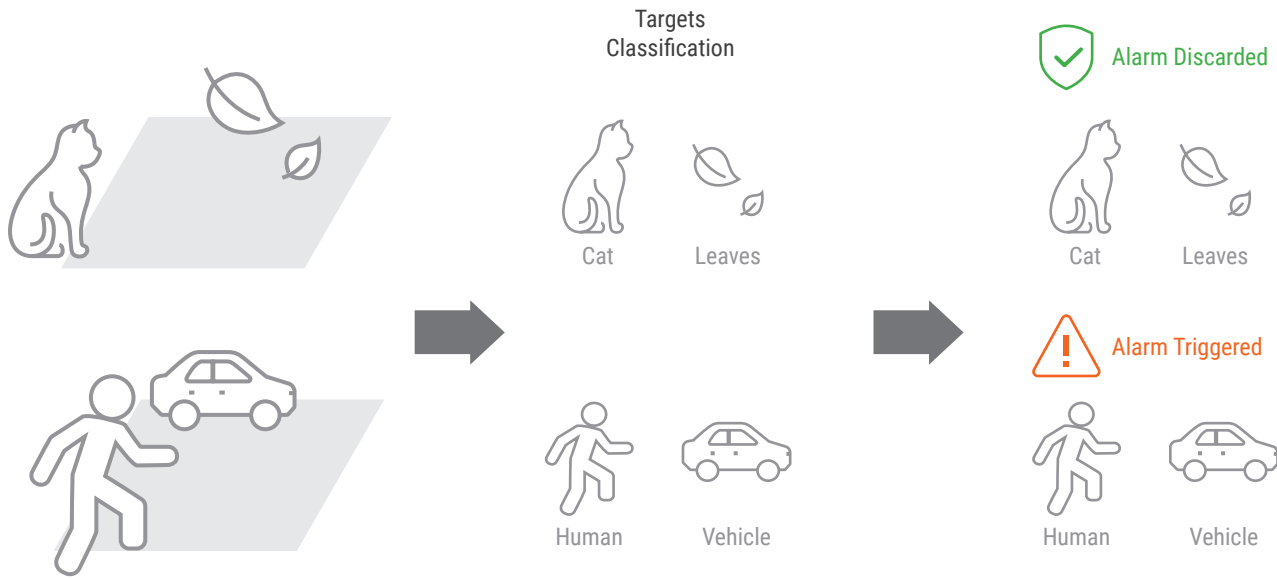 Targets
Classification
Alarm Discarded
Cat
Leaves
Cat
Leaves
Alarm Triggered
Human
Vehicle
Human
Vehicle